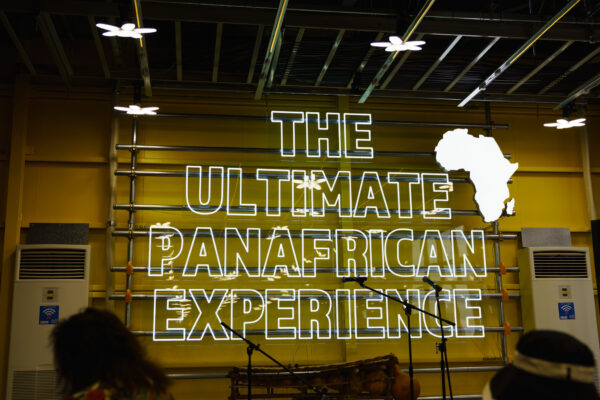 THE
ULTIMATE
PANAFRICAN
EXPERIENCE